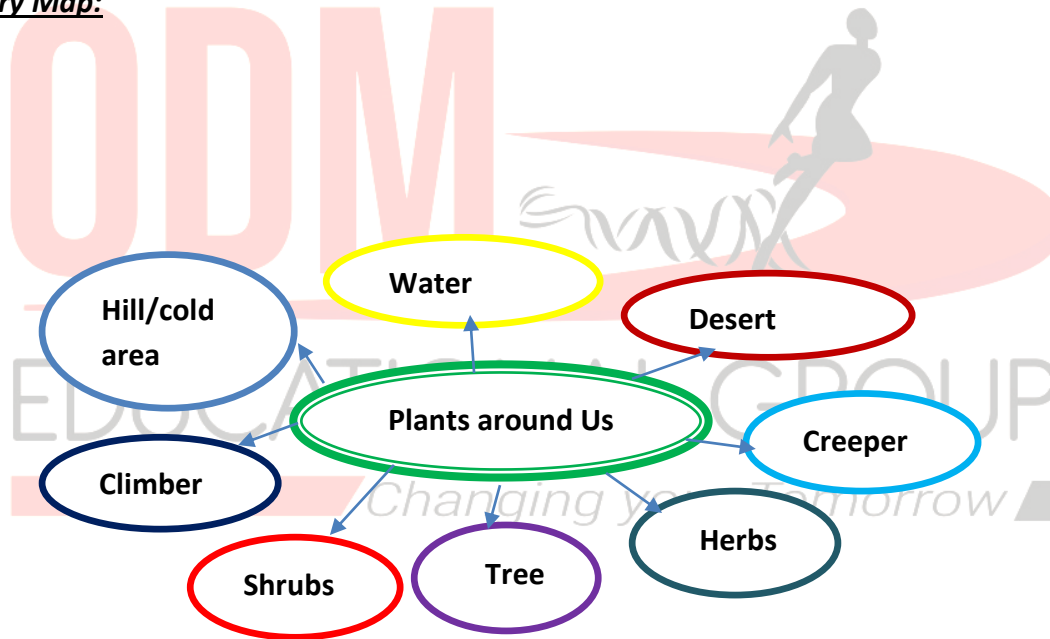 ry Map:
ODM
EDUCATIONAL GROUP
Changing your Tomorrow
Water
Hill/cold
area
Desert
Plants around Us
Creeper
Climber
Herbs
Tree
Shrubs